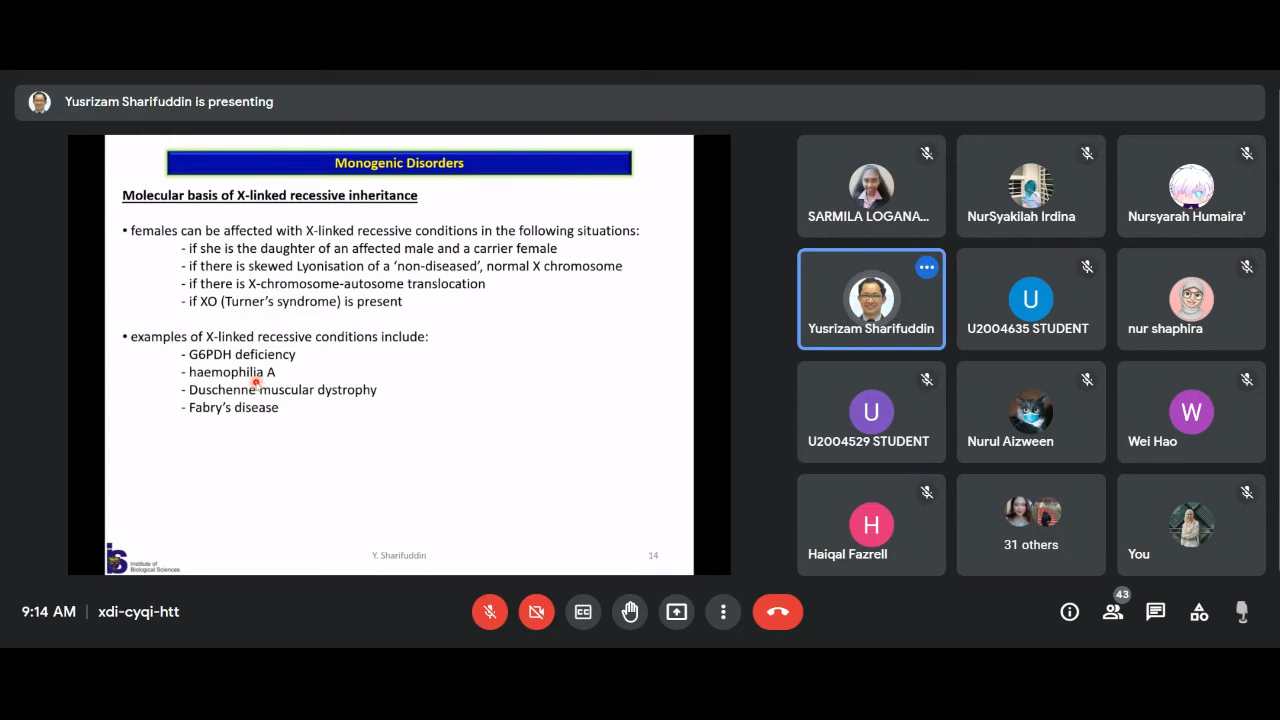 Yusrizam Sharifuddin is presenting
Monogenic Disorders
Molecular basis of X-linked recessive inheritance
• females can be affected with X-linked recessive conditions in the following situations:
- if she is the daughter of an affected male and a carrier female
- if there is skewed Lyonisation of a ‘non-diseased’, normal X chromosome
- if there is X-chromosome-autosome translocation
- if XO (Turner’s syndrome) is present
• examples of X-linked recessive conditions include:
- G6PDH deficiency
- haemophilia A
- Duschenne muscular dystrophy
- Fabry’s disease
Institute of
Biological Sciences
Y. Sharifuddin
14
SARMILA LOGANA...
NurSyakilah Irdina
Nursyarah Humaira'
Yusrizam Sharifuddin
U
U2004635 STUDENT
nur shaphira
U
U2004529 STUDENT
Nurul Aizween
W
Wei Hao
H
Haiqal Fazrell
31 others
You
9:14 AM | xdi-cyqi-htt
CC
43